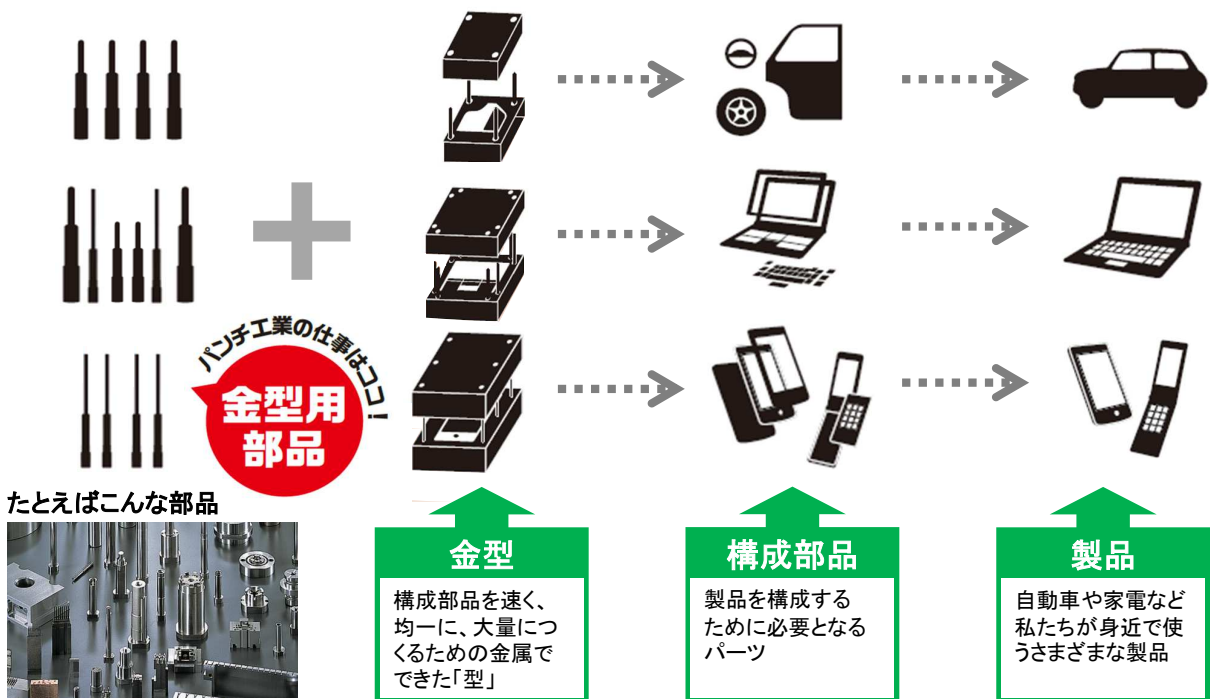 パンチ工業の仕事はココ!
金型用
部品
たとえばこんな部品
金型
構成部品を速く、
均一に、大量につ
くるための金属で
できた「型」
構成部品
製品を構成する
ために必要となる
パーツ
製品
自動車や家電など
私たちが身近で使
うさまざまな製品